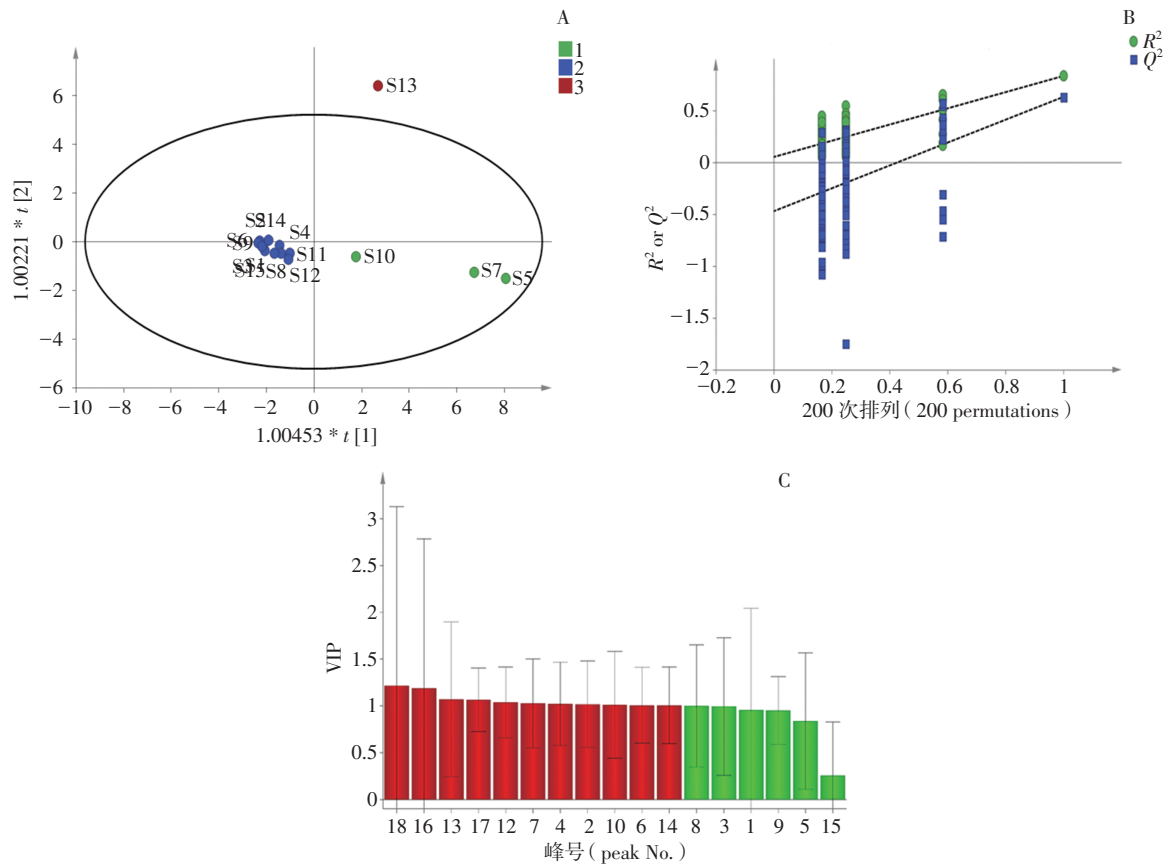 A
1
2
3
S13
6
4
2
0
−2
−4
−6
S2
S14
S4
S6
S9
S11
S10
S3
S1
S15
S8
S12
S7
S5
−10 −8 −6 −4 −2 0 2 4 6 8
1.00221 * t [2]
1.00453 * t [1]
B
R²
Q²
0.5
0
−0.5
−1
−1.5
−2
−0.2 0 0.2 0.4 0.6 0.8 1
R² or Q²
200 次排列 ( 200 permutations )
C
3
2.5
2
1.5
1
0.5
0
VIP
18 16 13 17 12 7 4 2 10 6 14 8 3 1 9 5 15
峰号 ( peak No. )